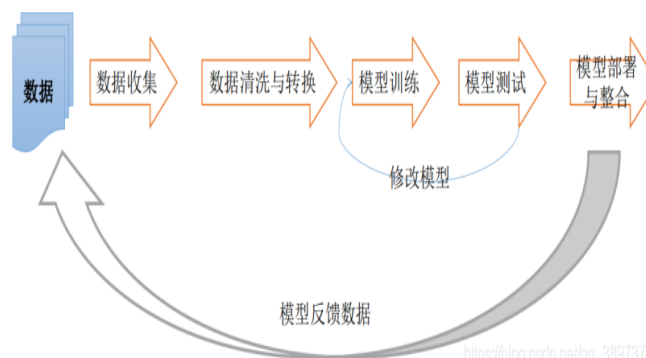 数据
数据收集
数据清洗与转换
模型训练
模型测试
模型部署
与整合
修改模型
模型反馈数据
https://blog.csdn.net/qq_389737